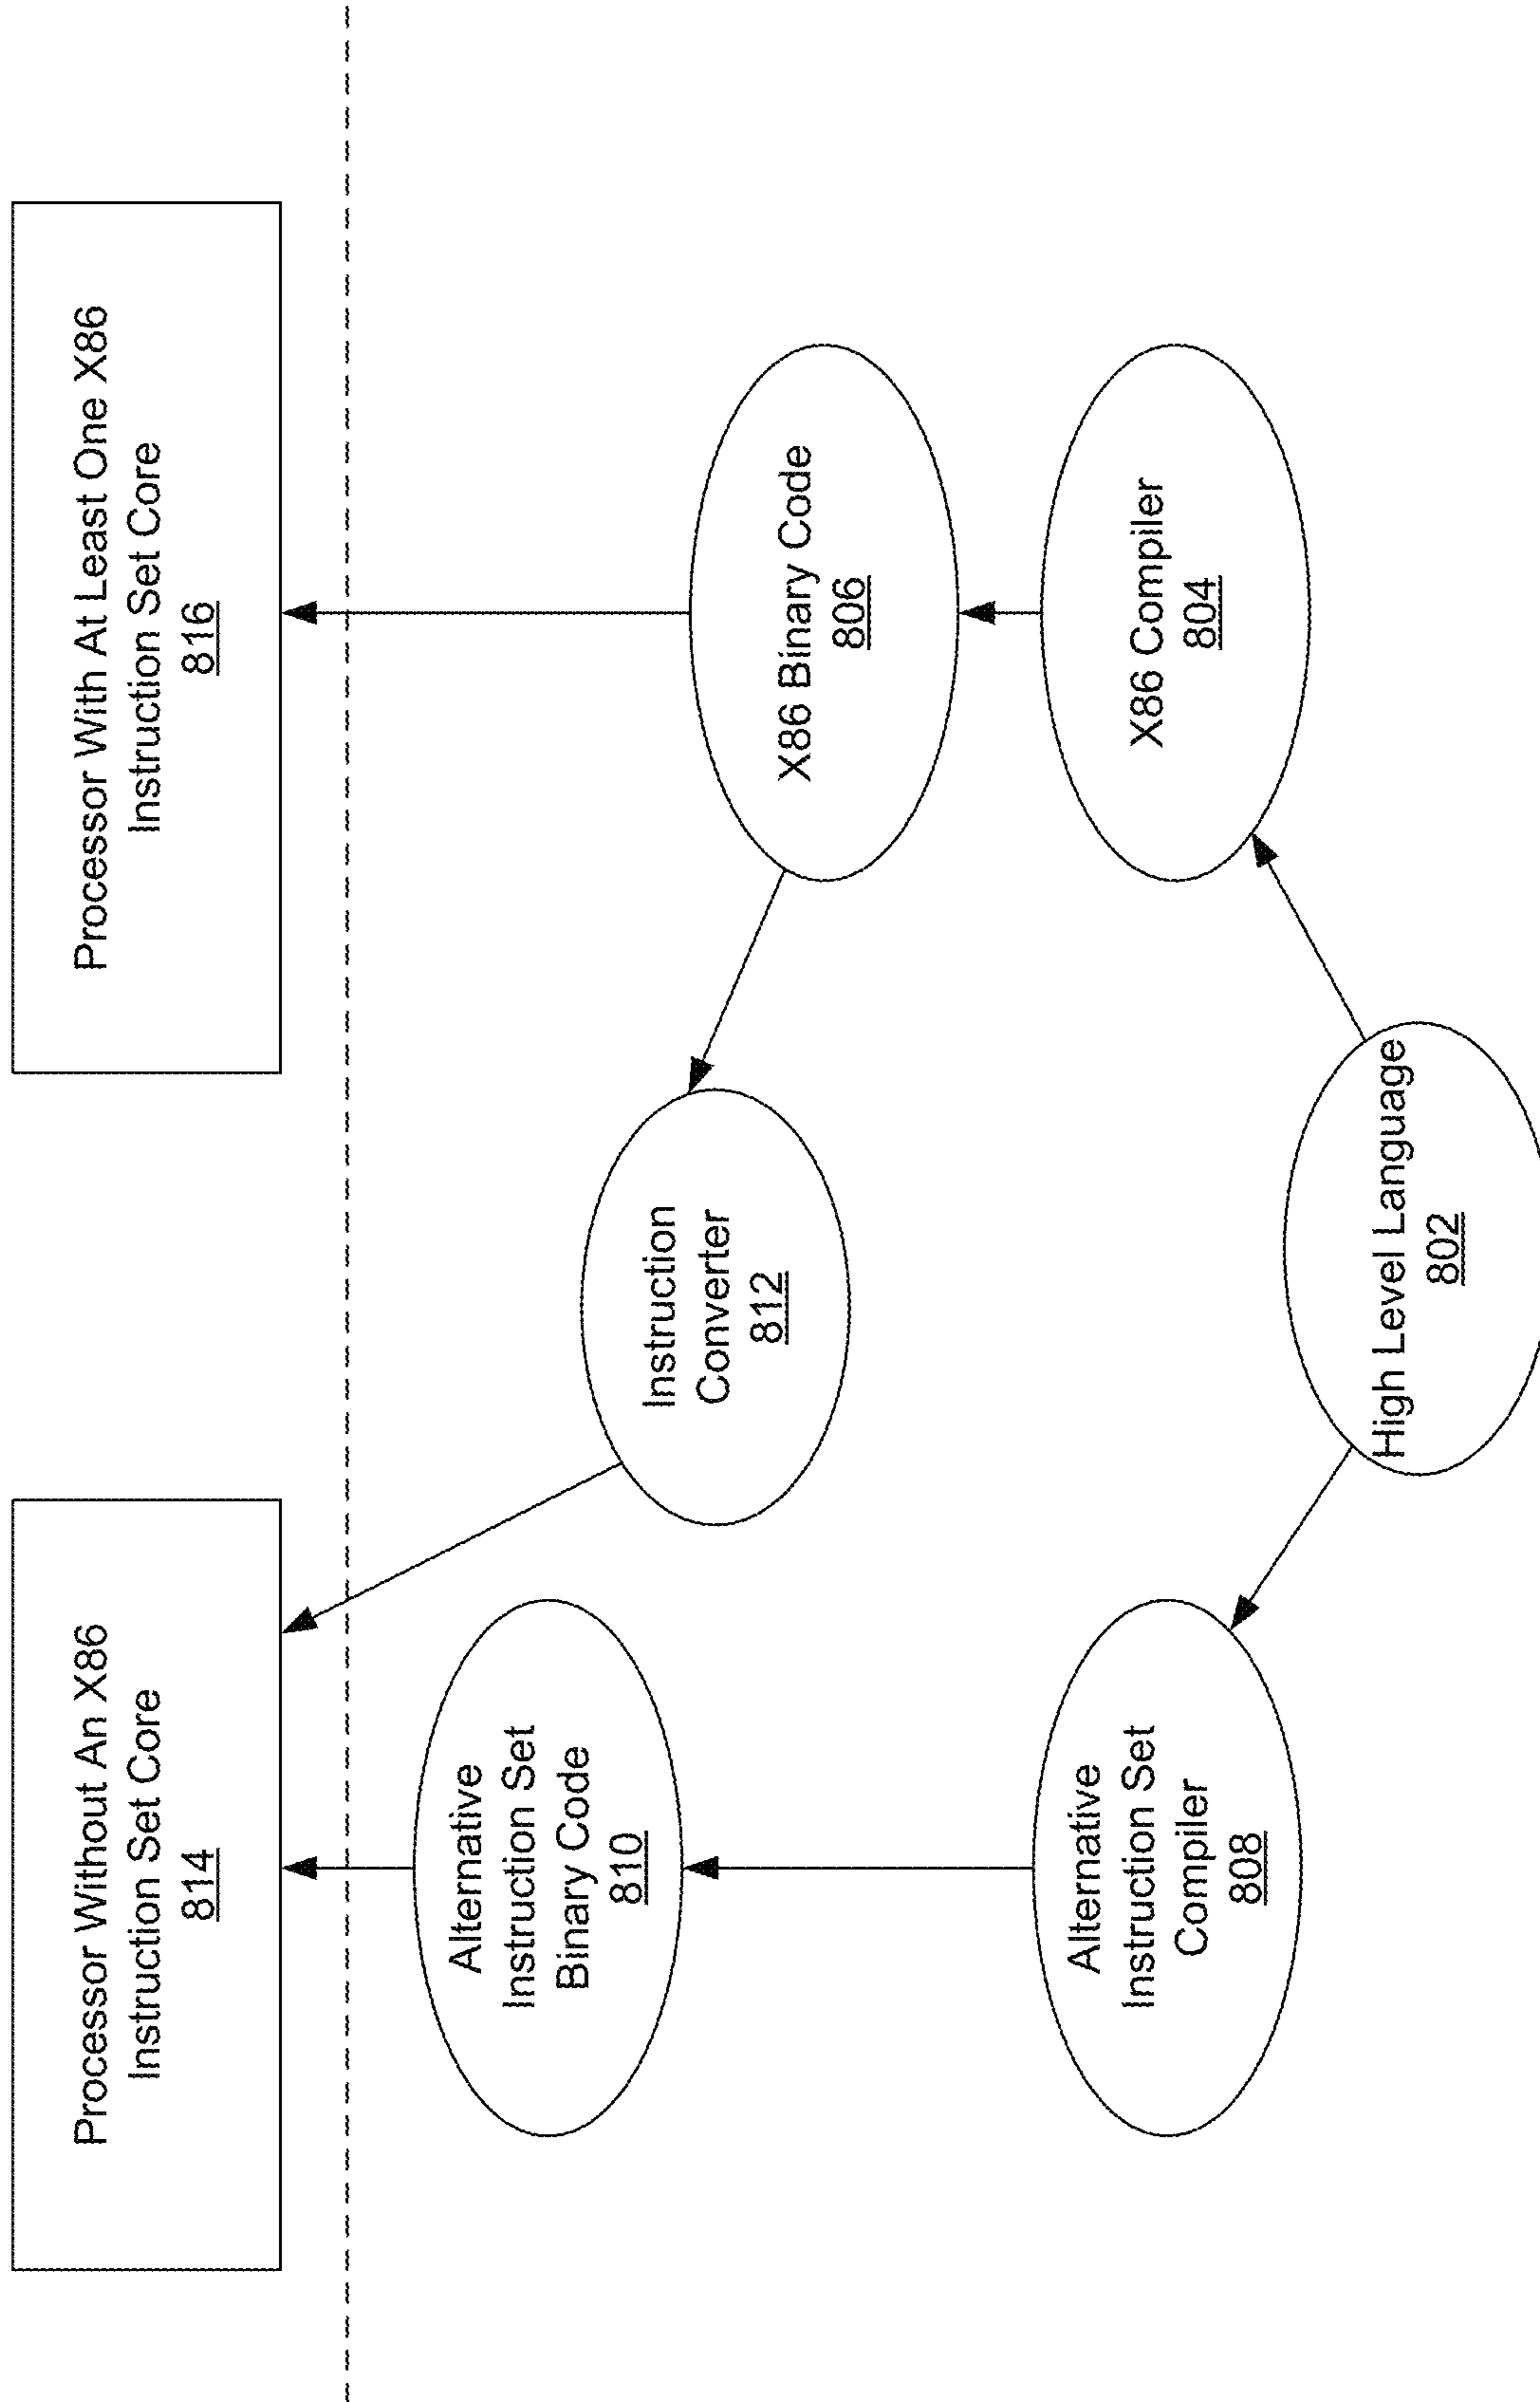 Processor Without An X86
Instruction Set Core
814
Processor With At Least One X86
Instruction Set Core
816
Alternative
Instruction Set
Binary Code
810
Instruction
Converter
812
X86 Binary Code
806
Alternative
Instruction Set
Compiler
808
X86 Compiler
804
High Level Language
802